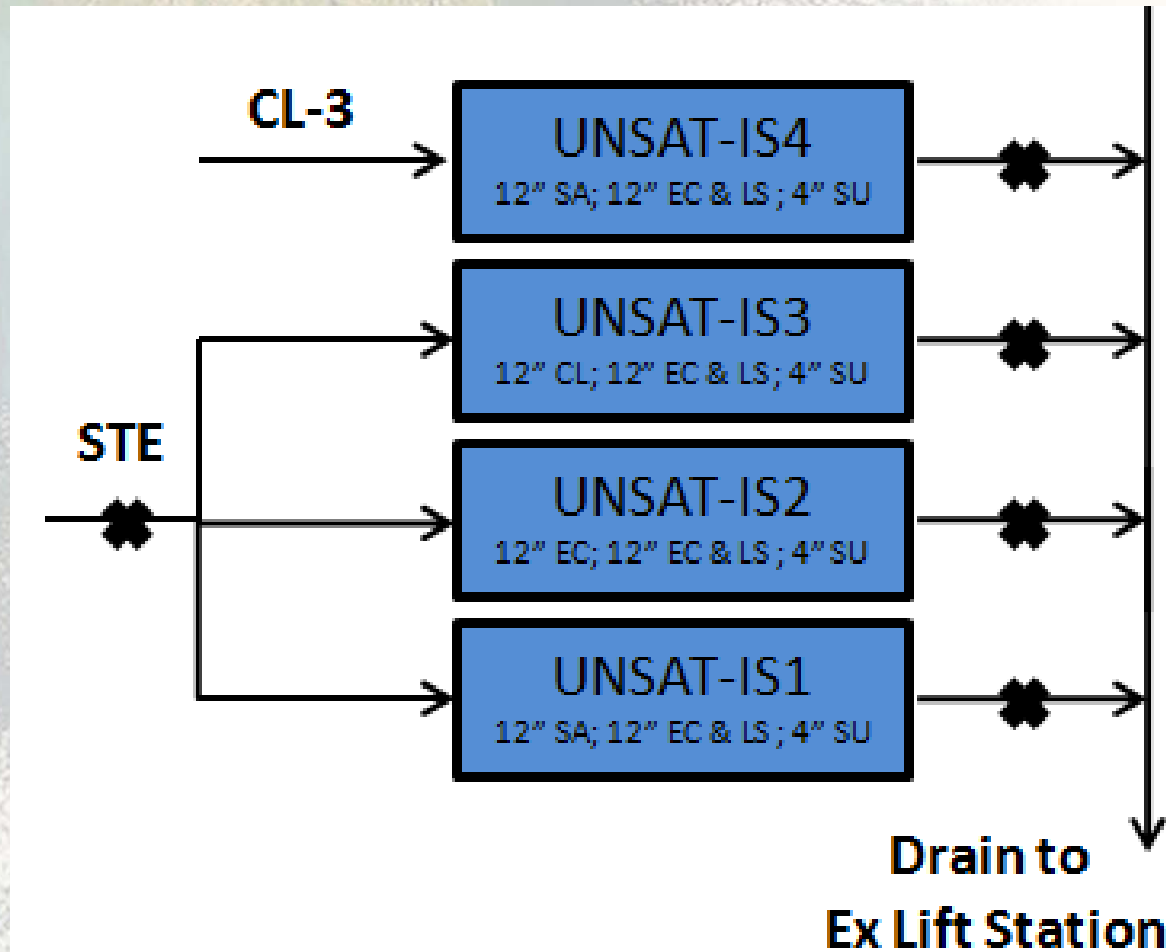 CL-3
UNSAT-IS4
12" SA; 12" EC & LS ; 4" SU
UNSAT-IS3
12" CL; 12" EC & LS; 4" SU
STE
UNSAT-IS2
12" EC; 12" EC & LS ; 4" SU
UNSAT-IS1
12" SA; 12" EC & LS ; 4" SU
Drain to
Ex Lift Station